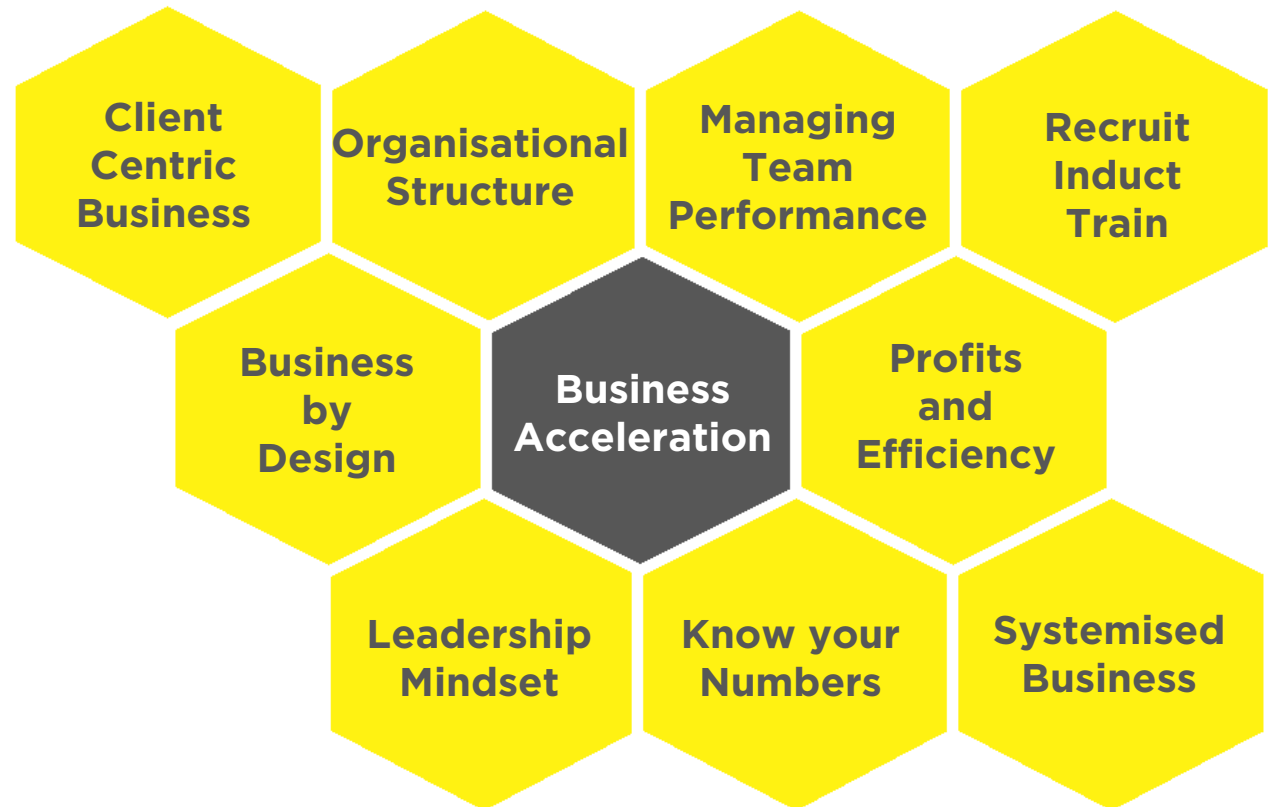 Client
Centric
Business
Organisational
Structure
Managing
Team
Performance
Recruit
Induct
Train
Business
by
Design
Business
Acceleration
Profits
and
Efficiency
Leadership
Mindset
Know your
Numbers
Systemised
Business